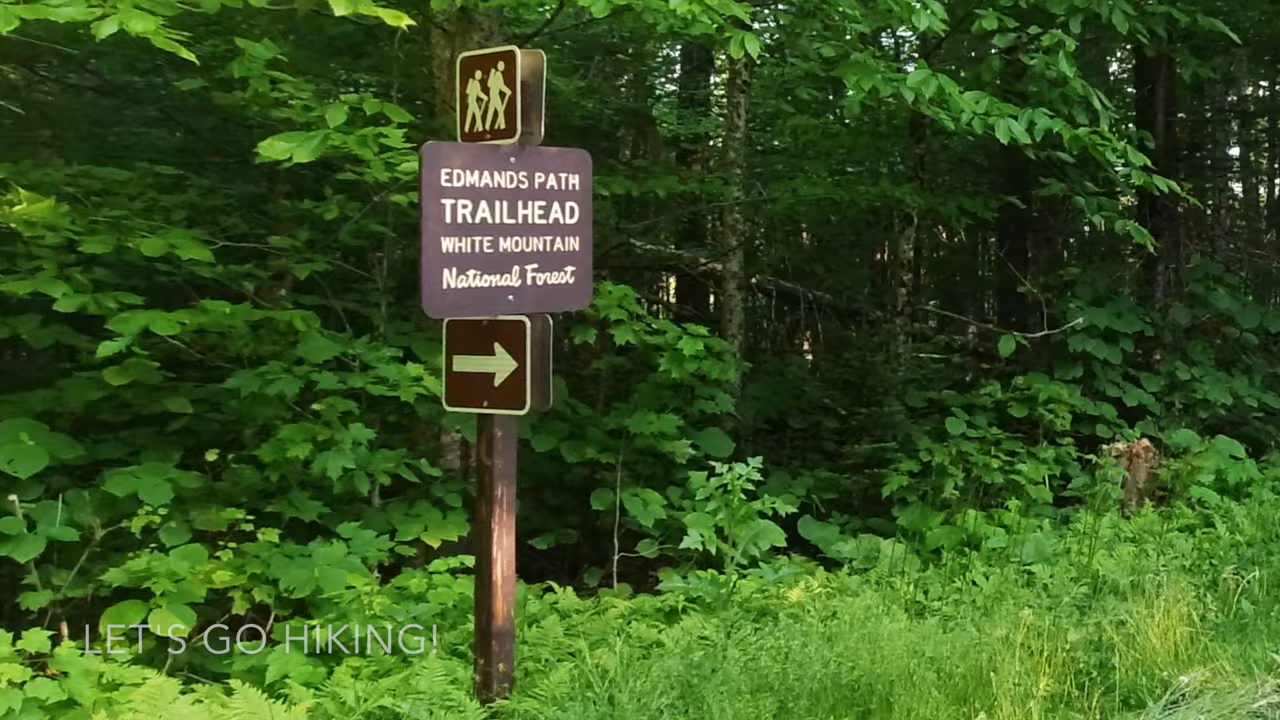 EDMANDS PATH
TRAILHEAD
WHITE MOUNTAIN
National Forest
LET'S GO HIKING!